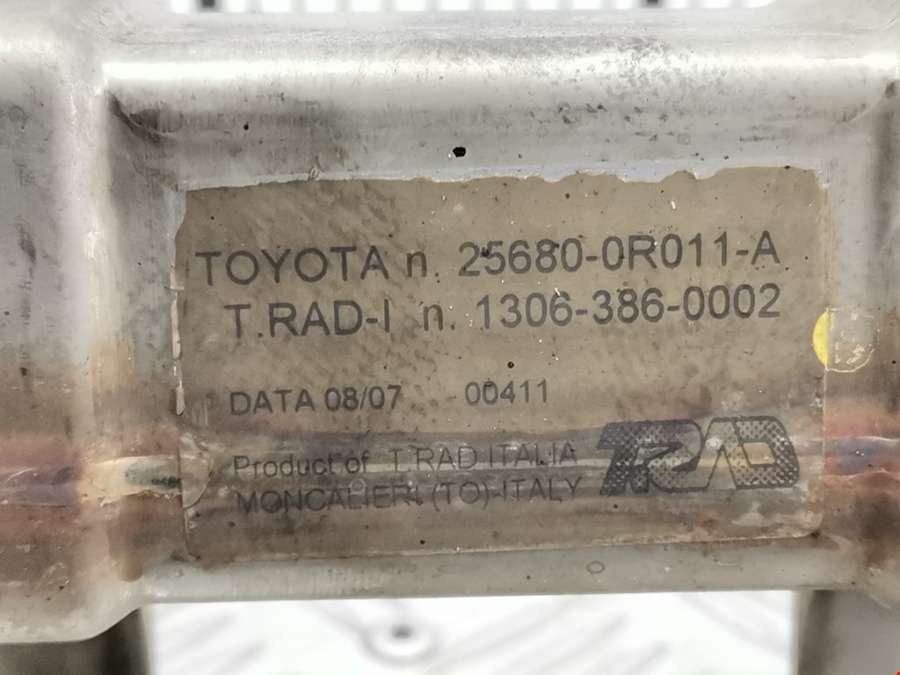 TOYOTA n. 25680-0R011-A
T.RAD-I n. 1306-386-0002
DATA 08/07 00411
Product of T.RAD ITALIA
MONCALIERI (TO)-ITALY
TRAD